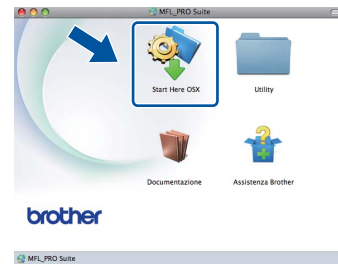 MFL_PRO Suite
Start Here OSX
Utility
Documentazione
Assistenza Brother
brother
MFL_PRO Suite